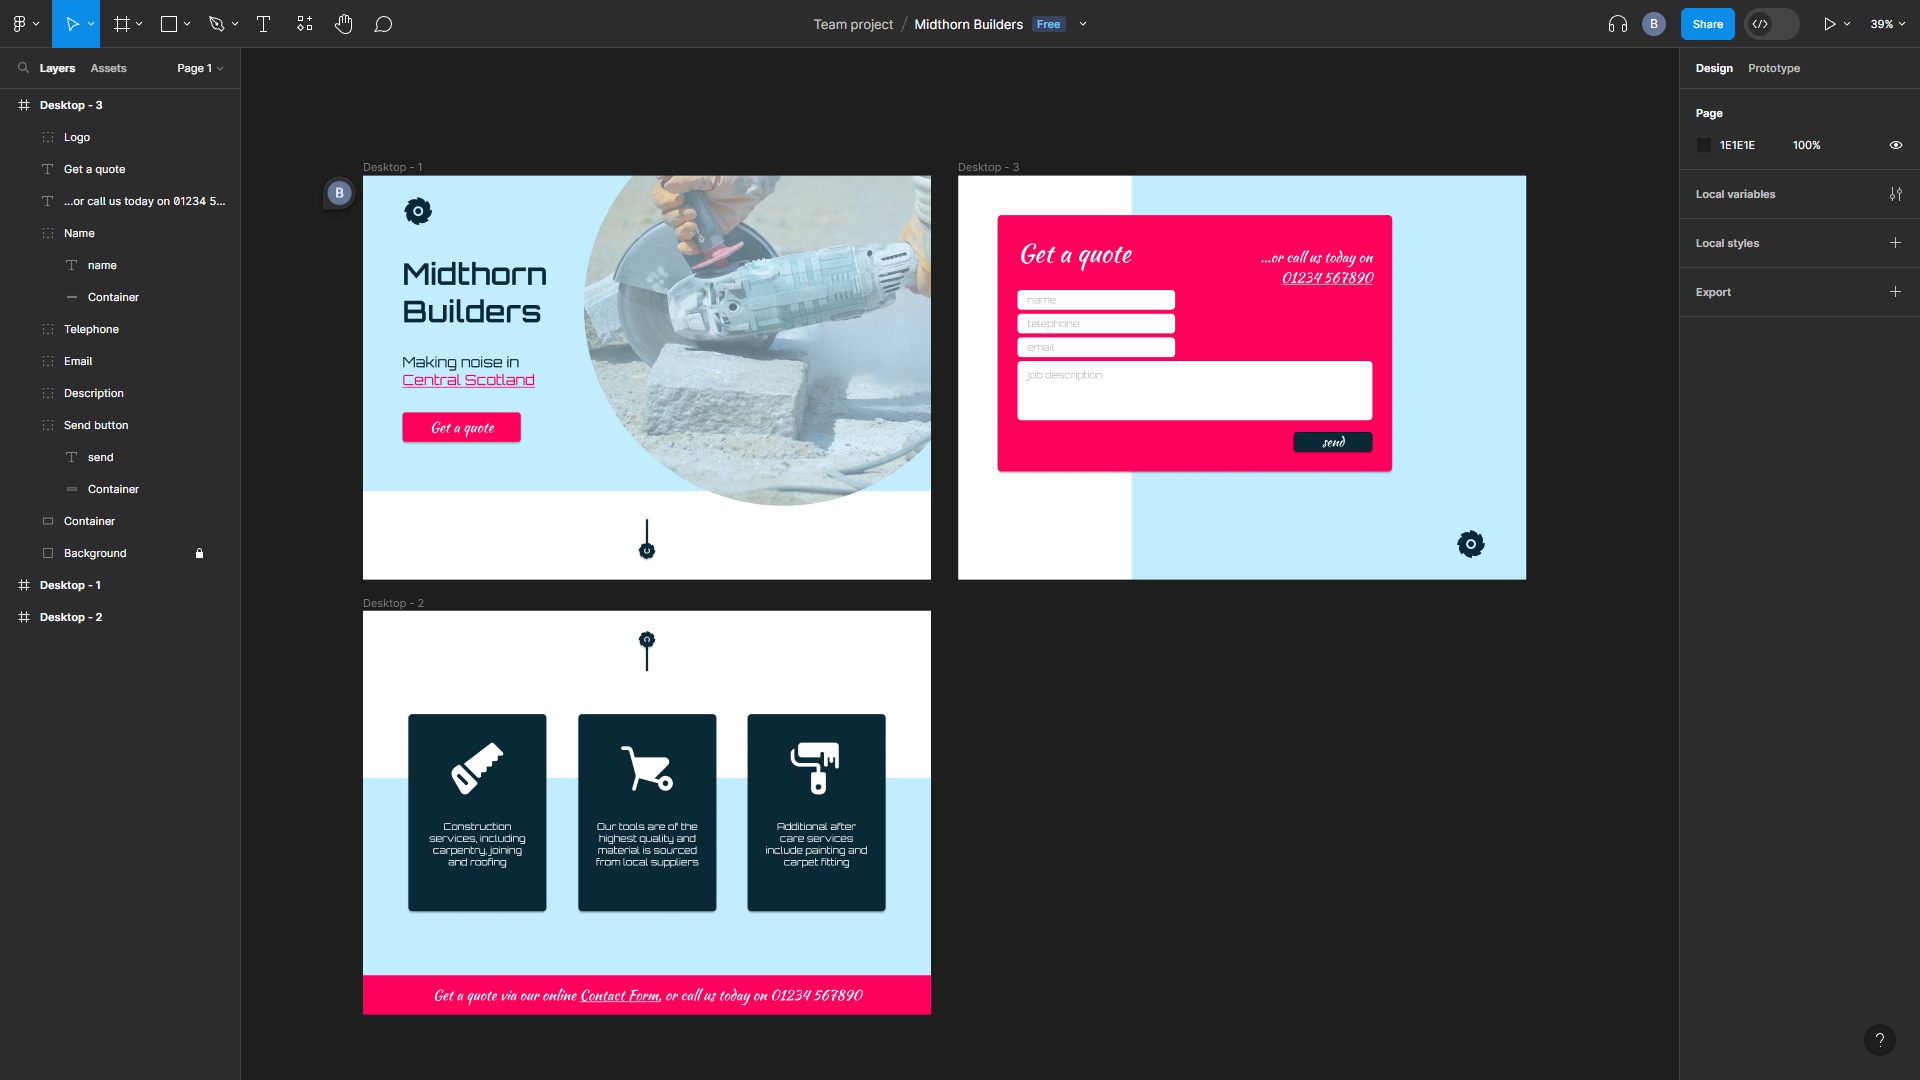 Team project / Midthorn Builders Free
B Share 39%
Layers Assets Page 1
Desktop - 3
Logo
Get a quote
...or call us today on 01234 5...
Name
name
Container
Telephone
Email
Description
Send button
send
Container
Container
Background
Desktop - 1
Desktop - 2
Desktop - 1
B
Midthorn
Builders
Making noise in
Central Scotland
Get a quote
Desktop - 3
Get a quote
...or call us today on
01234 567890
name
telephone
email
job description
send
Desktop - 2
Construction
services, including
carpentry, joining
and roofing
Our tools are of the
highest quality and
material is sourced
from local suppliers
Additional after
care services
include painting and
carpet fitting
Get a quote via our online Contact Form, or call us today on 01234 567890
Design Prototype
Page
1E1E1E 100%
Local variables
Local styles
Export
?